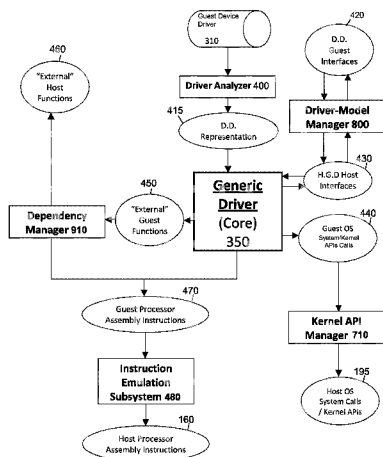 Guest Device
Driver
310
460
"External"
Host
Functions
Driver Analyzer 400
415
D.D.
Representation
420
D.D.
Guest
Interfaces
Driver-Model
Manager 800
430
H.G.D Host
Interfaces
450
"External"
Guest
Functions
Dependency
Manager 910
Generic
Driver
(Core)
350
440
Guest OS
System/Kernel
APIs Calls
470
Guest Processor
Assembly Instructions
Kernel API
Manager 710
Instruction
Emulation
Subsystem 480
195
Host OS
System Calls
/ Kernel APIs
160
Host Processor
Assembly Instructions